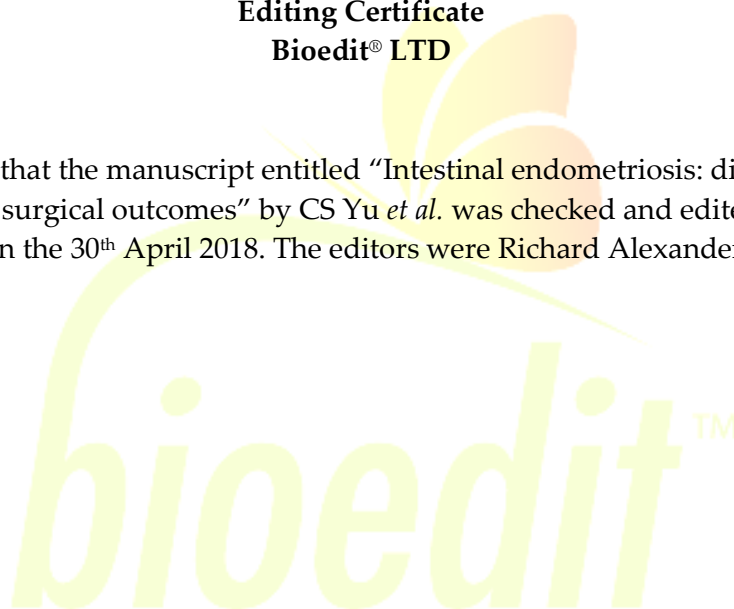 Editing Certificate
Bioedit® LTD
that the manuscript entitled “Intestinal endometriosis: di
surgical outcomes” by CS Yu et al. was checked and edite
n the 30th April 2018. The editors were Richard Alexander
bioedit™